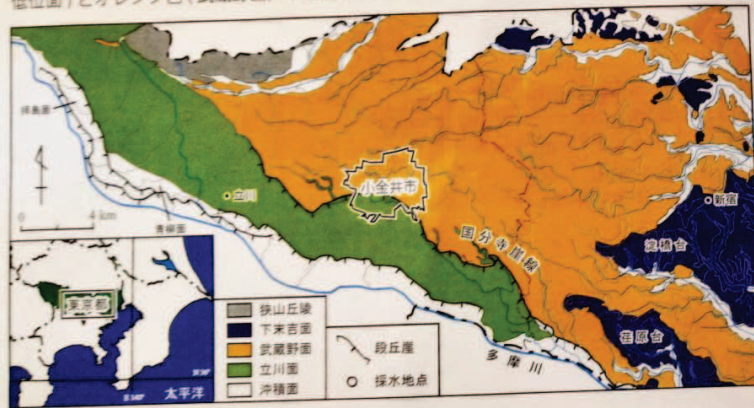 拝島面
0 4 km
立川
青柳面
小金井市
国分寺崖線
新宿
淀橋台
荏原台
多摩川
東京都
太平洋
N 36°
E 140°
狭山丘陵
下末吉面
武蔵野面
立川面
沖積面
段丘崖
採水地点